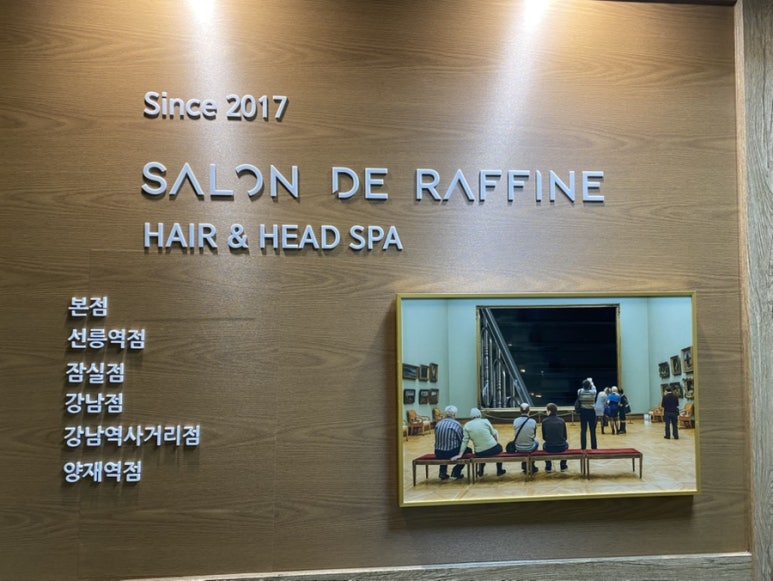 Since 2017
SALON DE RAFFINE
HAIR & HEAD SPA
본점
선릉역점
잠실점
강남점
강남역사거리점
양재역점